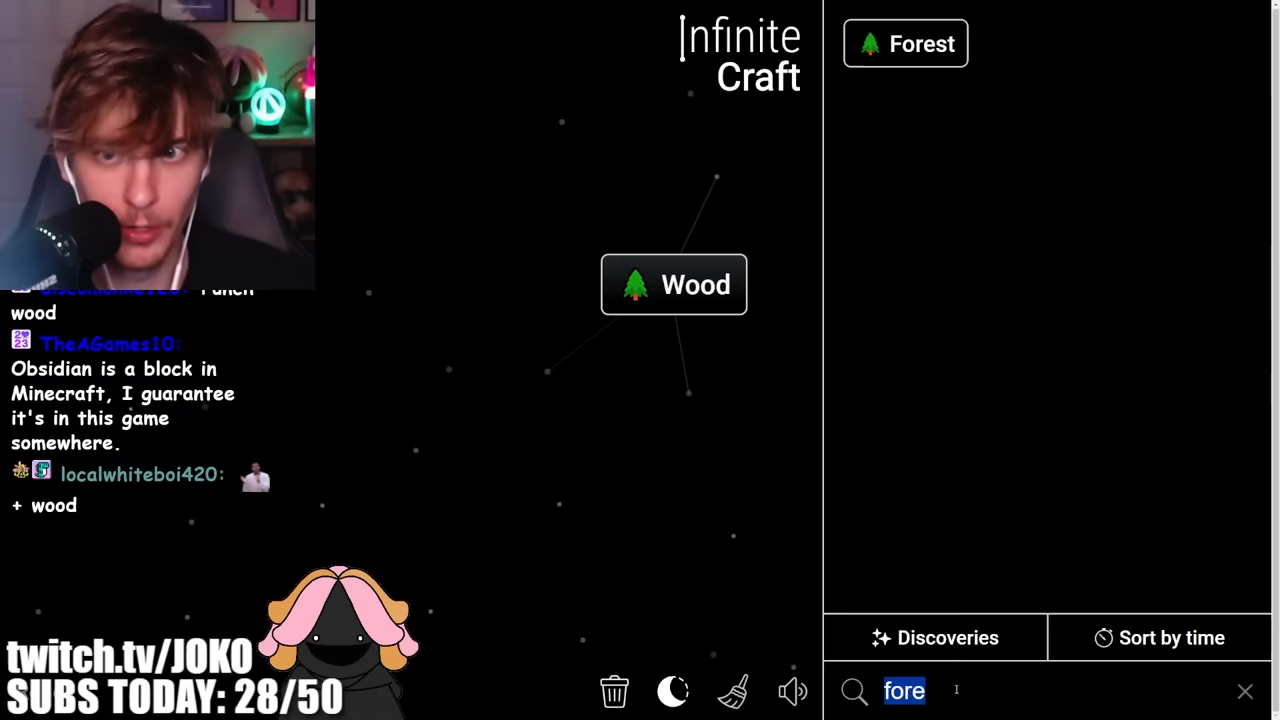 Infinite
Craft
Forest
Wood
wood
TheAGames10:
Obsidian is a block in
Minecraft, I guarantee
it's in this game
somewhere.
localwhiteboi420:
+ wood
twitch.tv/JOKO
SUBS TODAY: 28/50
Discoveries
Sort by time
fore